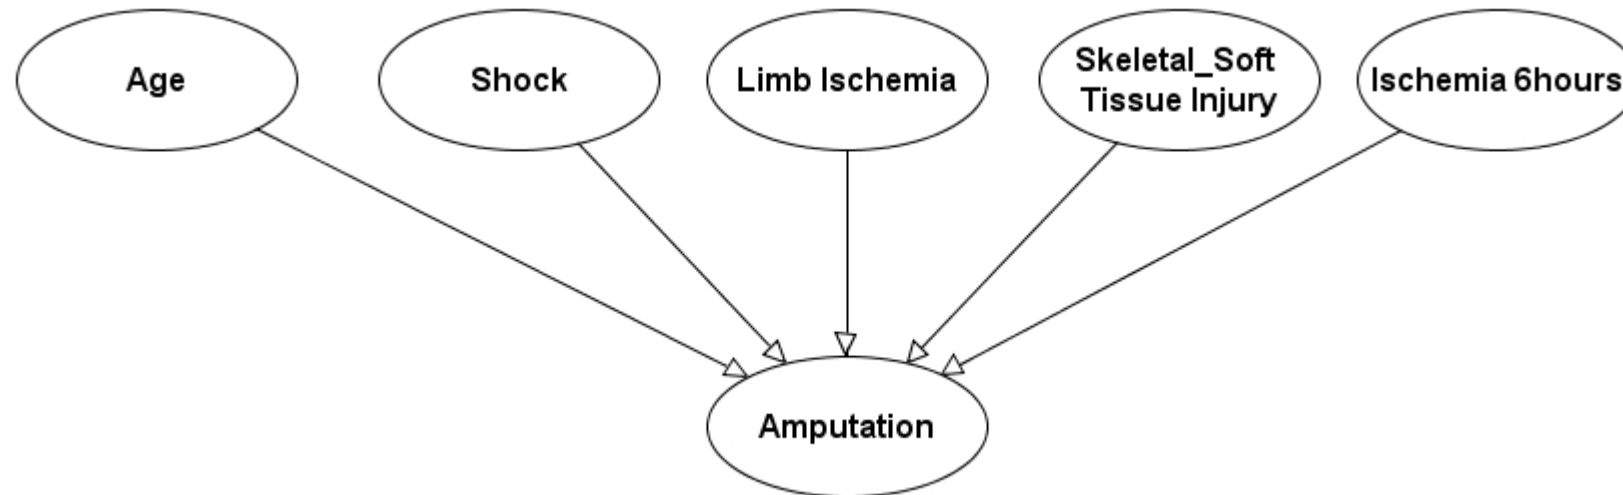 Age
Shock
Limb Ischemia
Skeletal_Soft
Tissue Injury
Ischemia 6hours
Amputation